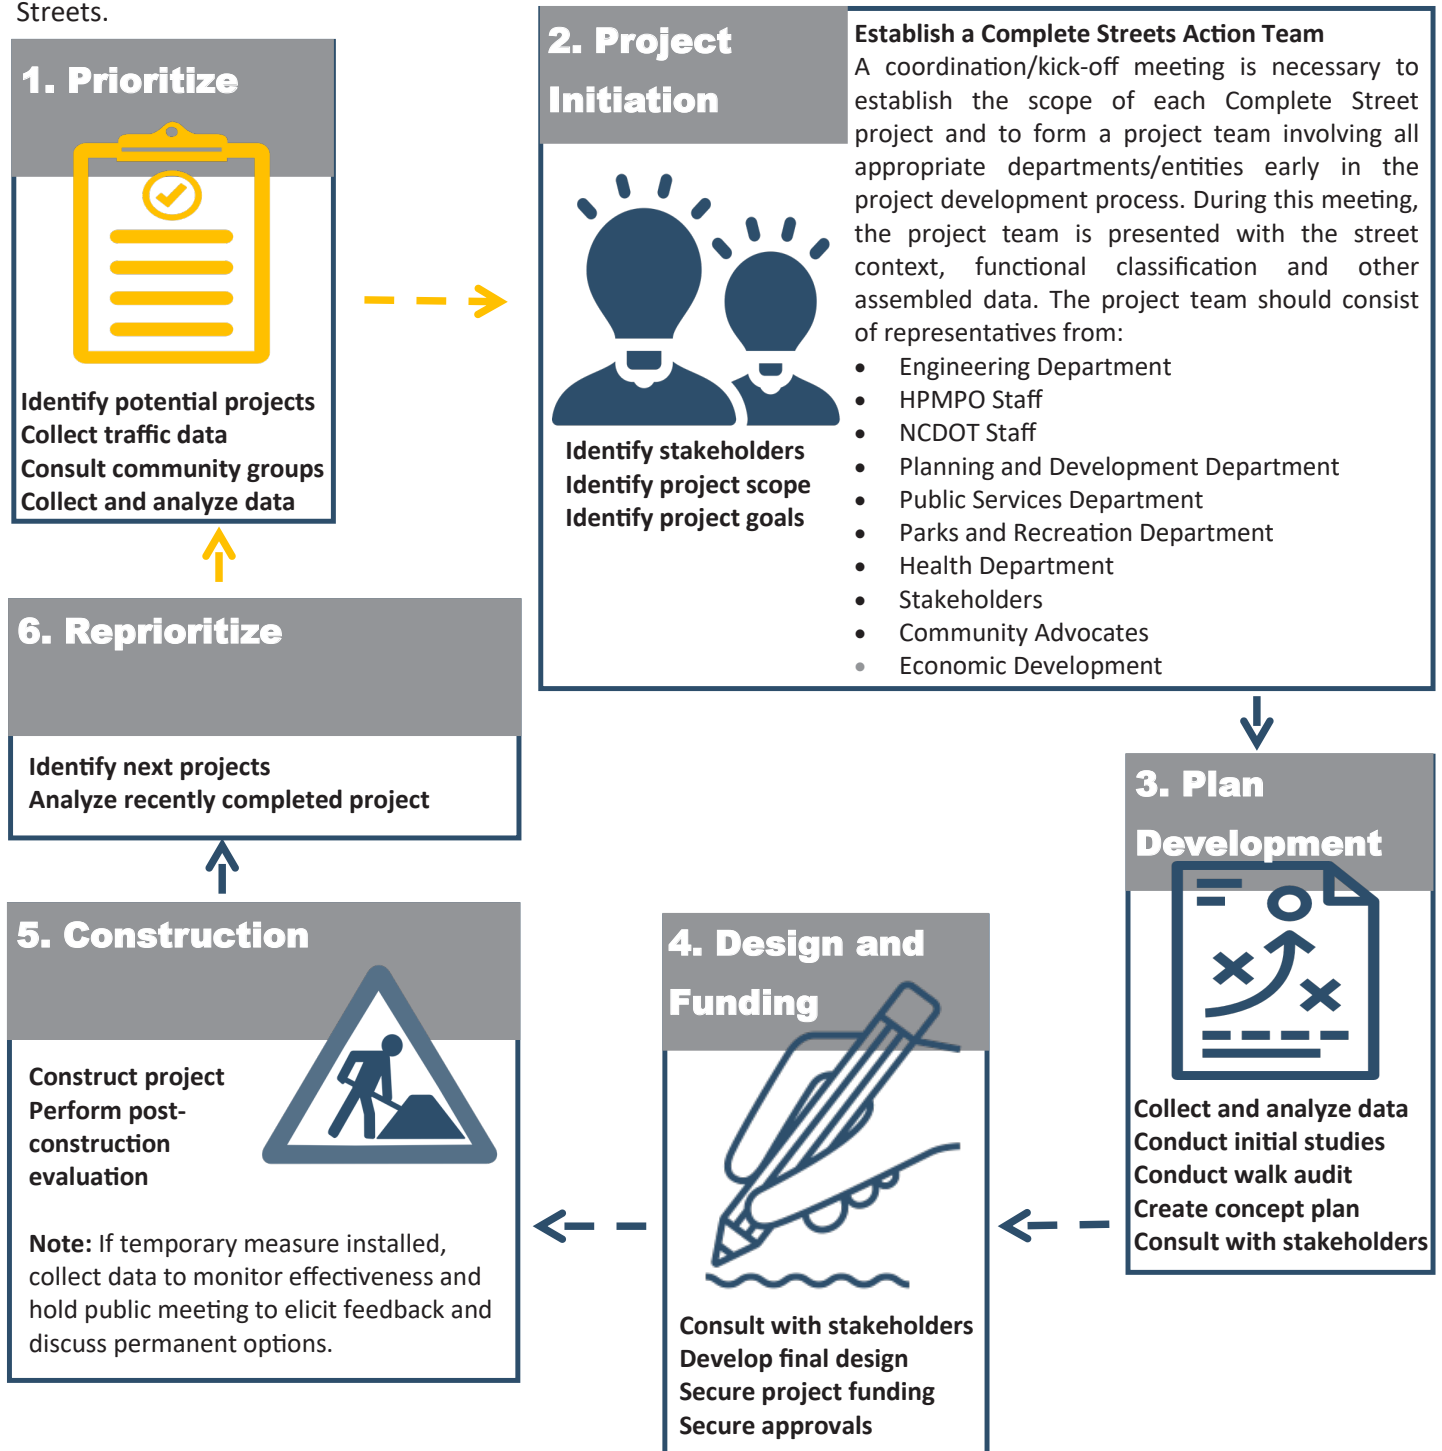 Streets.
1. Prioritize
Identify potential projects
Collect traffic data
Consult community groups
Collect and analyze data
2. Project
Initiation
Identify stakeholders
Identify project scope
Identify project goals
Establish a Complete Streets Action Team
A coordination/kick-off meeting is necessary to
establish the scope of each Complete Street
project and to form a project team involving all
appropriate departments/entities early in the
project development process. During this meeting,
the project team is presented with the street
context, functional classification and other
assembled data. The project team should consist
of representatives from:
• Engineering Department
• HPMPO Staff
• NCDOT Staff
• Planning and Development Department
• Public Services Department
• Parks and Recreation Department
• Health Department
• Stakeholders
• Community Advocates
• Economic Development
3. Plan
Development
Collect and analyze data
Conduct initial studies
Conduct walk audit
Create concept plan
Consult with stakeholders
4. Design and
Funding
Consult with stakeholders
Develop final design
Secure project funding
Secure approvals
5. Construction
Construct project
Perform post-
construction
evaluation
Note: If temporary measure installed,
collect data to monitor effectiveness and
hold public meeting to elicit feedback and
discuss permanent options.
6. Reprioritize
Identify next projects
Analyze recently completed project